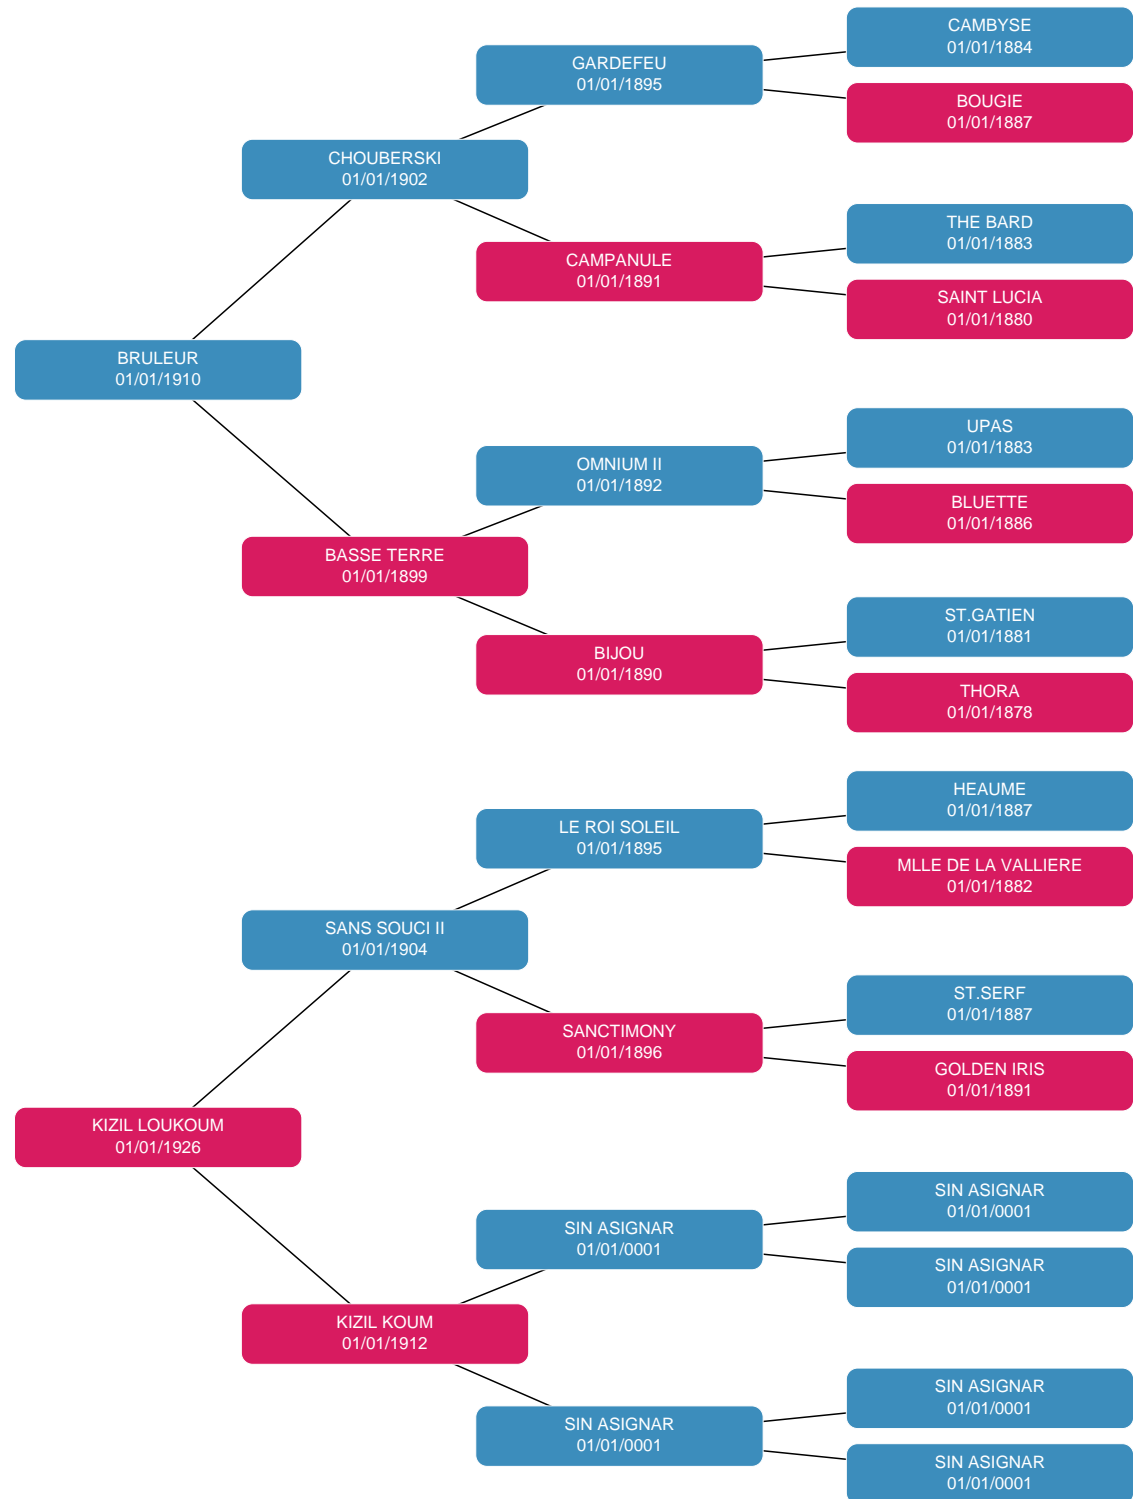 CAMBYSE
01/01/1884
GARDEFEU
01/01/1895
BOUGIE
01/01/1887
CHOUBERSKI
01/01/1902
THE BARD
01/01/1883
CAMPANULE
01/01/1891
SAINT LUCIA
01/01/1880
BRULEUR
01/01/1910
UPAS
01/01/1883
OMNIUM II
01/01/1892
BLUETTE
01/01/1886
BASSE TERRE
01/01/1899
ST.GATIEN
01/01/1881
BIJOU
01/01/1890
THORA
01/01/1878
HEAUME
01/01/1887
LE ROI SOLEIL
01/01/1895
MLLE DE LA VALLIERE
01/01/1882
SANS SOUCI II
01/01/1904
ST.SERF
01/01/1887
SANCTIMONY
01/01/1896
GOLDEN IRIS
01/01/1891
KIZIL LOUKOUM
01/01/1926
SIN ASIGNAR
01/01/0001
SIN ASIGNAR
01/01/0001
SIN ASIGNAR
01/01/0001
KIZIL KOUM
01/01/1912
SIN ASIGNAR
01/01/0001
SIN ASIGNAR
01/01/0001
SIN ASIGNAR
01/01/0001